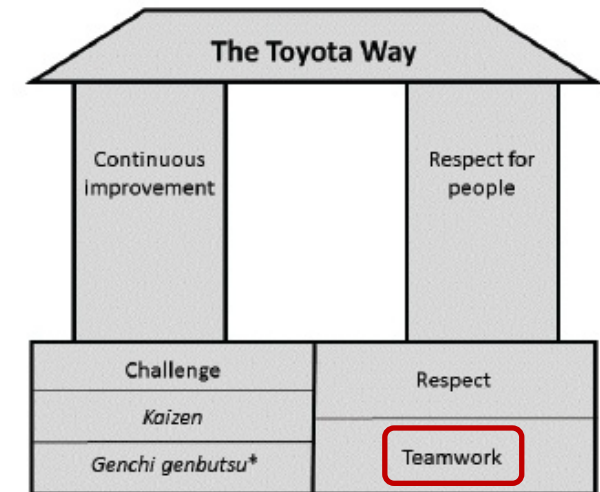 The Toyota Way
Continuous
improvement
Respect for
people
Challenge
Kaizen
Genchi genbutsu*
Respect
Teamwork